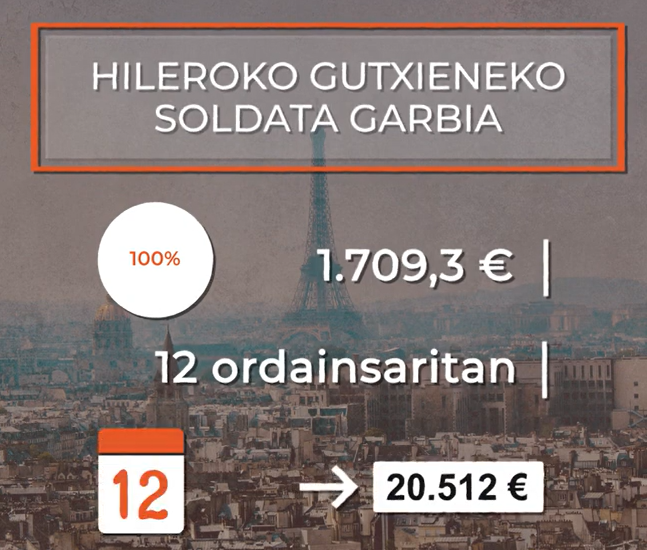 HILEROKO GUTXIENEKO
SOLDATA GARBIA
100%
1.709,3 €
12 ordainsaritan
12
20.512 €